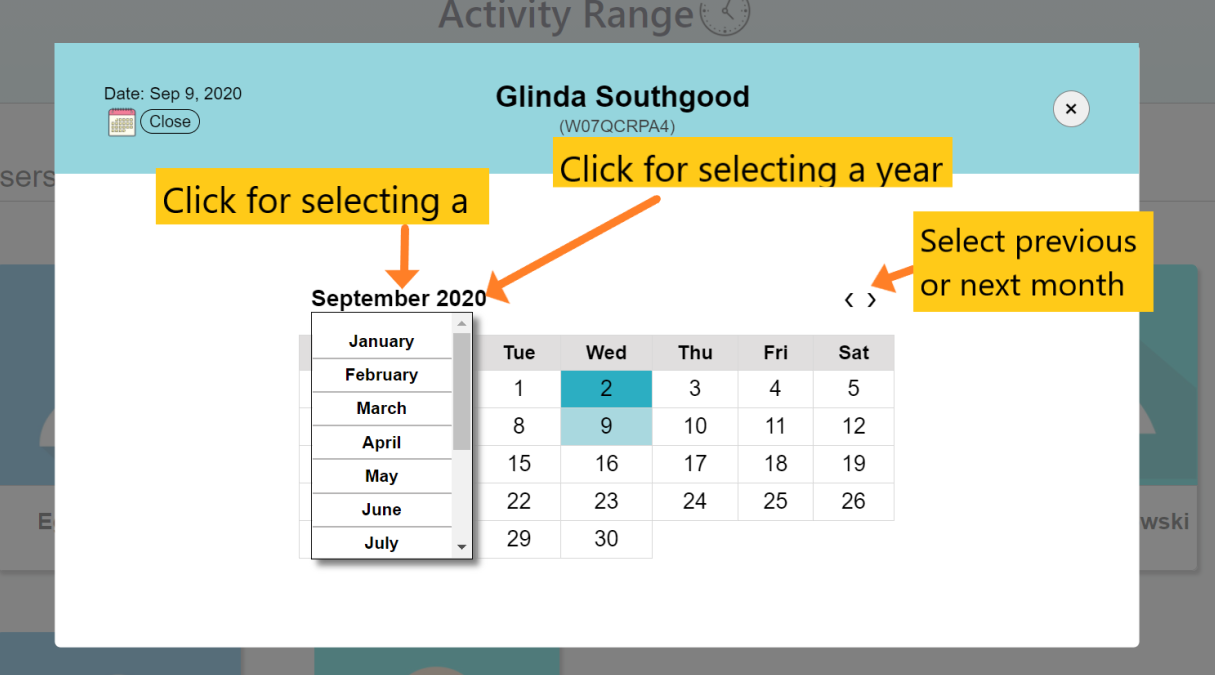 Activity Range
Date: Sep 9, 2020
Close
Glinda Southgood
(W07QCRPA4)
×
sers
Click for selecting a
Click for selecting a year
Select previous
or next month
September 2020
‹ ›
Tue Wed Thu Fri Sat
January
February
March
April
May
June
July
1 2 3 4 5
8 9 10 11 12
15 16 17 18 19
22 23 24 25 26
29 30
wski